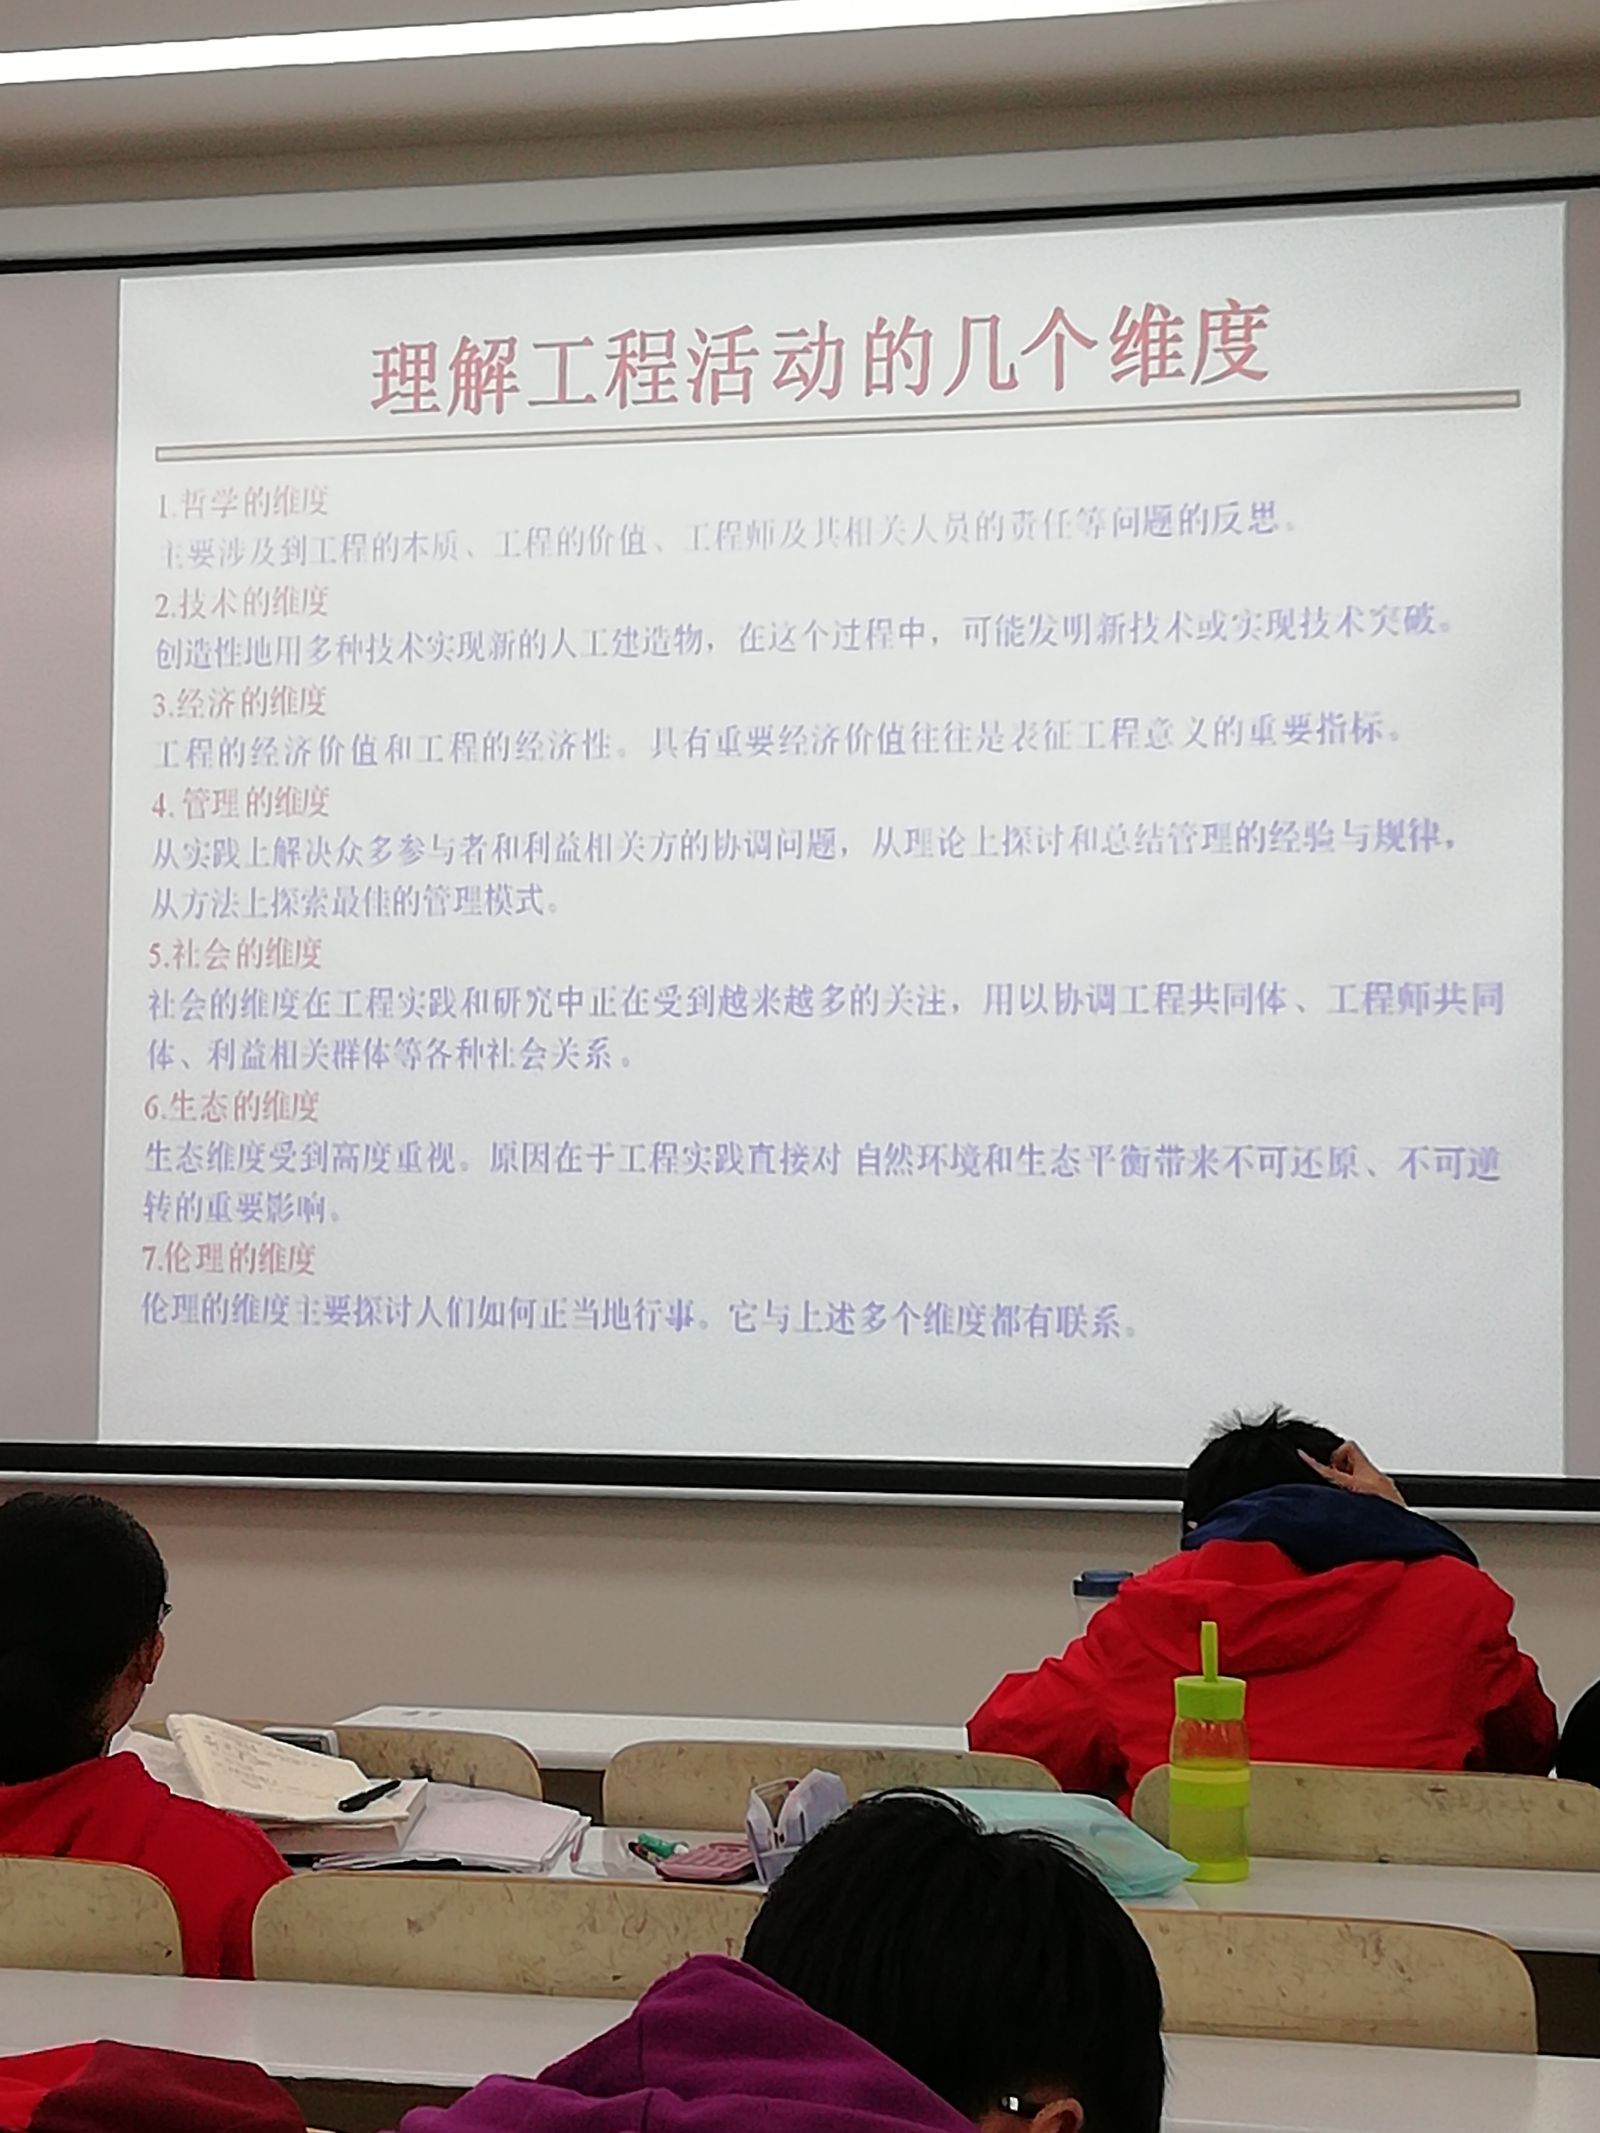 理解工程活动的几个维度
1.哲学的维度
主要涉及到工程的本质、工程的价值、工程师及其相关人员的责任等问题的反思。
2.技术的维度
创造性地用多种技术实现新的人工建造物，在这个过程中，可能发明新技术或实现技术突破。
3.经济的维度
工程的经济价值和工程的经济性。具有重要经济价值往往是表征工程意义的重要指标。
4.管理的维度
从实践上解决众多参与者和利益相关方的协调问题，从理论上探讨和总结管理的经验与规律，
从方法上探索最佳的管理模式。
5.社会的维度
社会的维度在工程实践和研究中正在受到越来越多的关注，用以协调工程共同体、工程师共同
体、利益相关群体等各种社会关系。
6.生态的维度
生态维度受到高度重视。原因在于工程实践直接对 自然环境和生态平衡带来不可还原、不可逆
转的重要影响。
7.伦理的维度
伦理的维度主要探讨人们如何正当地行事。它与上述多个维度都有联系。